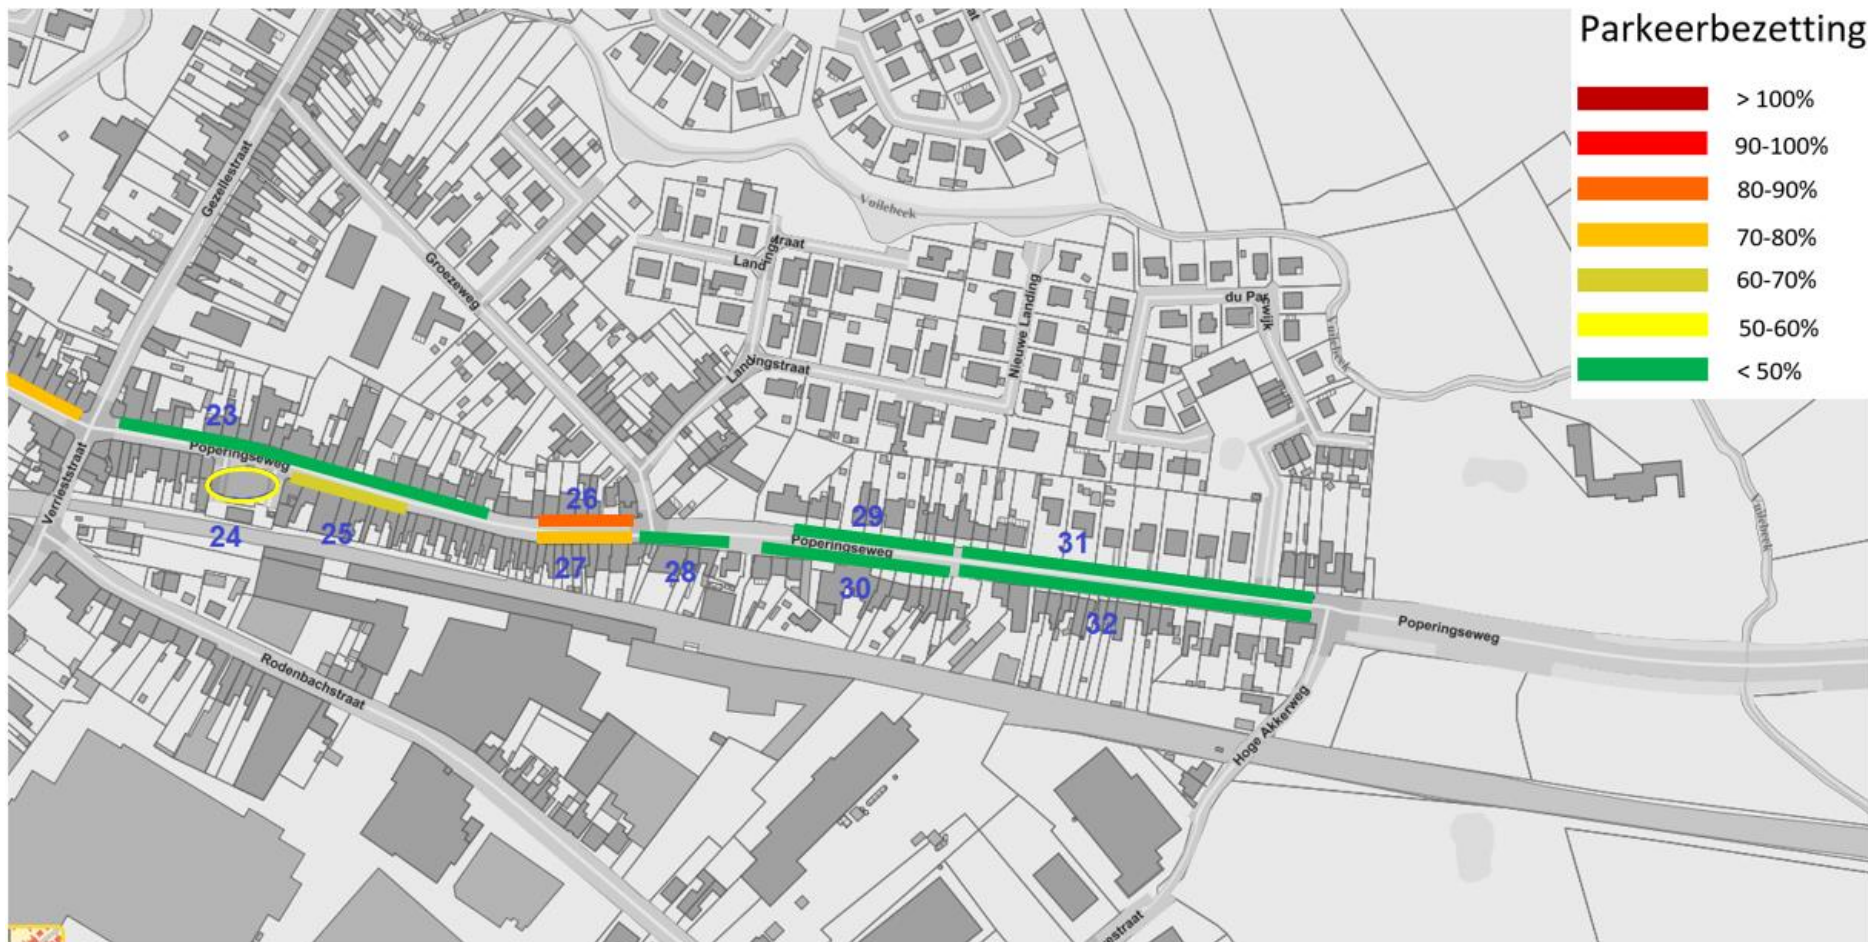 Parkeerbezetting
> 100%
90-100%
80-90%
70-80%
60-70%
50-60%
< 50%
Vuilebeek
Gezellestraat
Groezeweg
Landingstraat
Landingstraat
Nieuwe Landing
du Parcwijk
Vuilebeek
Vuilebeek
Verriestraat
Poperingseweg
23
24
25
26
27
28
29
Poperingseweg
30
31
32
Poperingseweg
Rodenbachstraat
Hoge Akkerweg